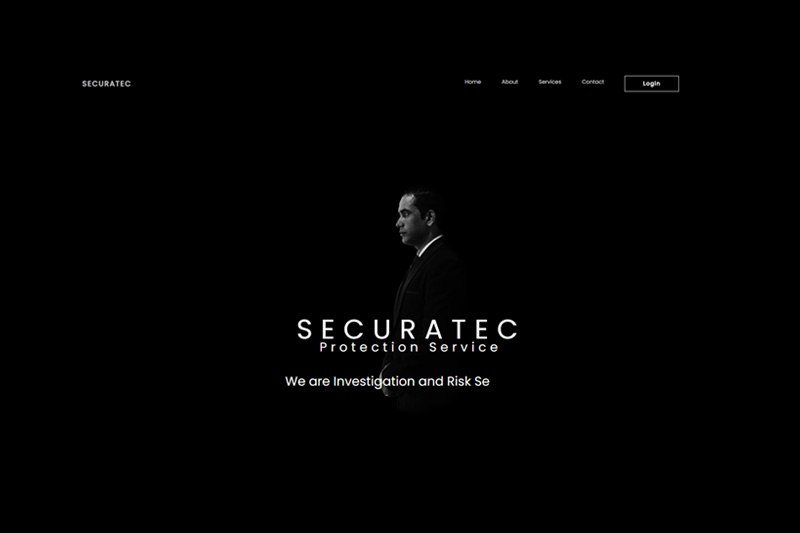 SECURATEC
Home About Services Contact Login
SECURATEC
Protection Service
We are Investigation and Risk Se